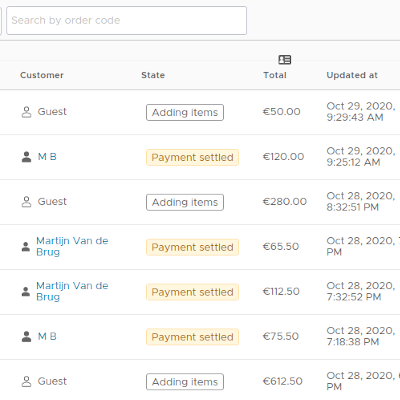 Search by order code
Customer State Total Updated at
Guest Adding items €50.00 Oct 29, 2020,
9:29:43 AM
M B Payment settled €120.00 Oct 29, 2020,
9:25:12 AM
Guest Adding items €280.00 Oct 28, 2020,
8:32:51 PM
Martijn Van de
Brug Payment settled €65.50 Oct 28, 2020,
PM
Martijn Van de
Brug Payment settled €112.50 Oct 28, 2020,
7:32:52 PM
M B Payment settled €75.50 Oct 28, 2020,
7:18:38 PM
Guest Adding items €612.50 Oct 28, 2020,
PM